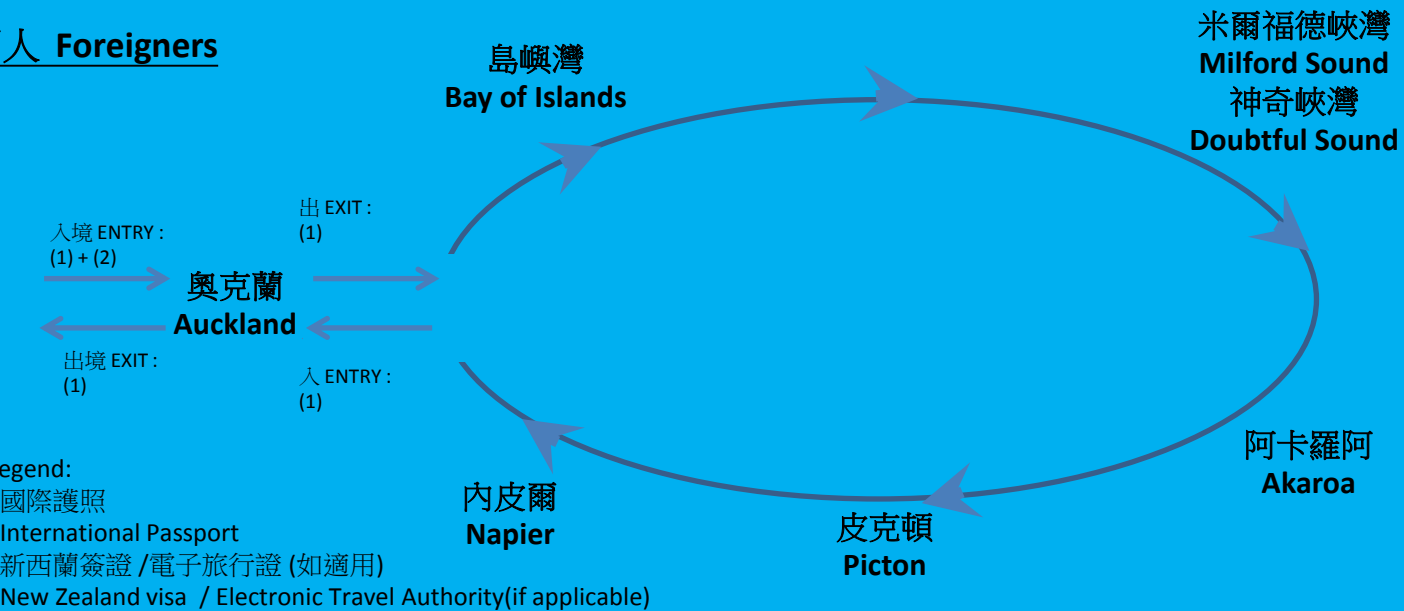 人 Foreigners
島嶼灣
Bay of Islands
米爾福德峽灣
Milford Sound
神奇峽灣
Doubtful Sound
入境 ENTRY :
(1) + (2)
出 EXIT :
(1)
奧克蘭
Auckland
出境 EXIT :
(1)
入 ENTRY :
(1)
阿卡羅阿
Akaroa
皮克頓
Picton
內皮爾
Napier
egend:
國際護照
International Passport
新西蘭簽證 /電子旅行證 (如適用)
New Zealand visa / Electronic Travel Authority(if applicable)